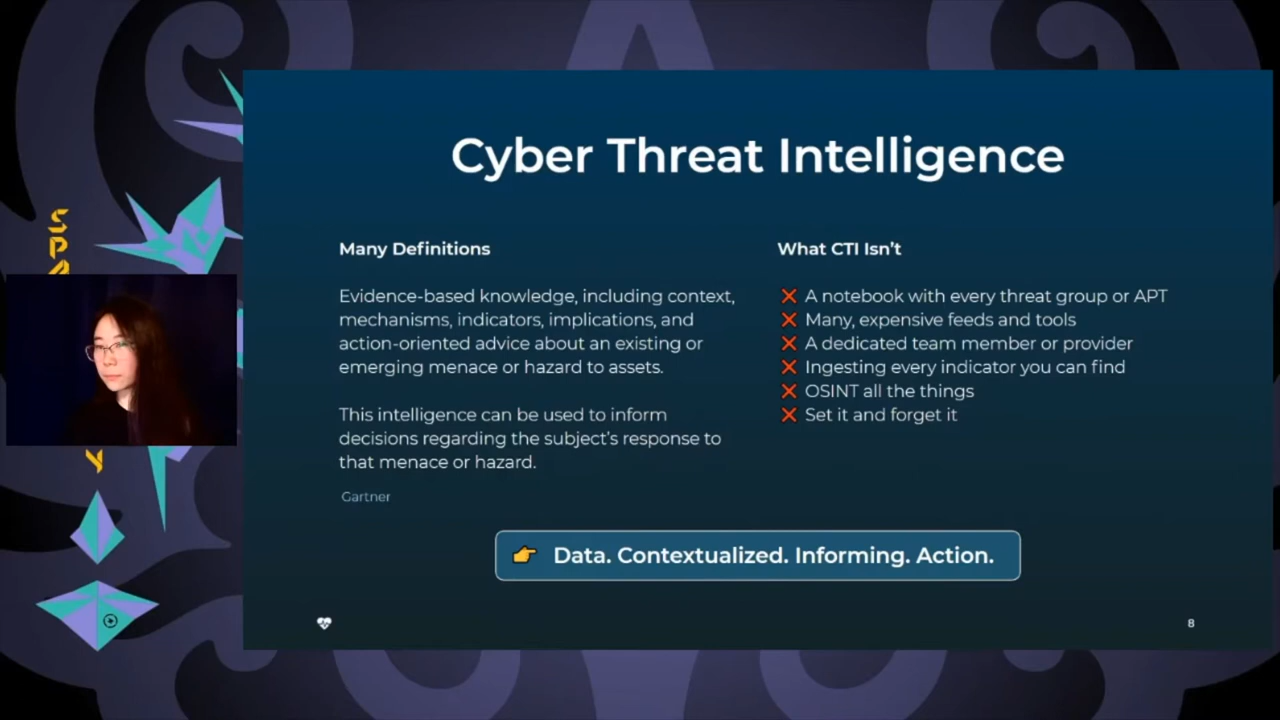 Cyber Threat Intelligence
Many Definitions
Evidence-based knowledge, including context,
mechanisms, indicators, implications, and
action-oriented advice about an existing or
emerging menace or hazard to assets.
This intelligence can be used to inform
decisions regarding the subject's response to
that menace or hazard.
Gartner
What CTI Isn't
❌ A notebook with every threat group or APT
❌ Many, expensive feeds and tools
❌ A dedicated team member or provider
❌ Ingesting every indicator you can find
❌ OSINT all the things
❌ Set it and forget it
👉 Data. Contextualized. Informing. Action.
8